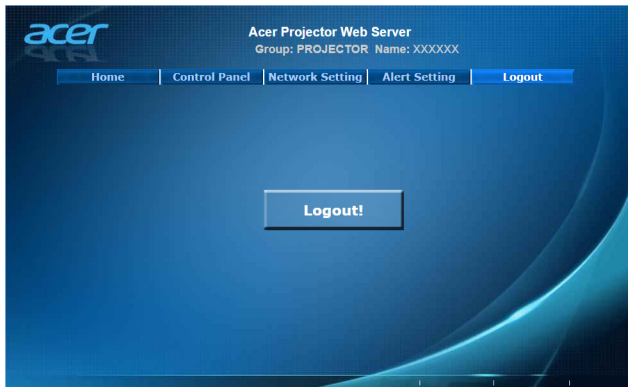 acer
Acer Projector Web Server
Group: PROJECTOR Name: XXXXXX
Home Control Panel Network Setting Alert Setting Logout
Logout!